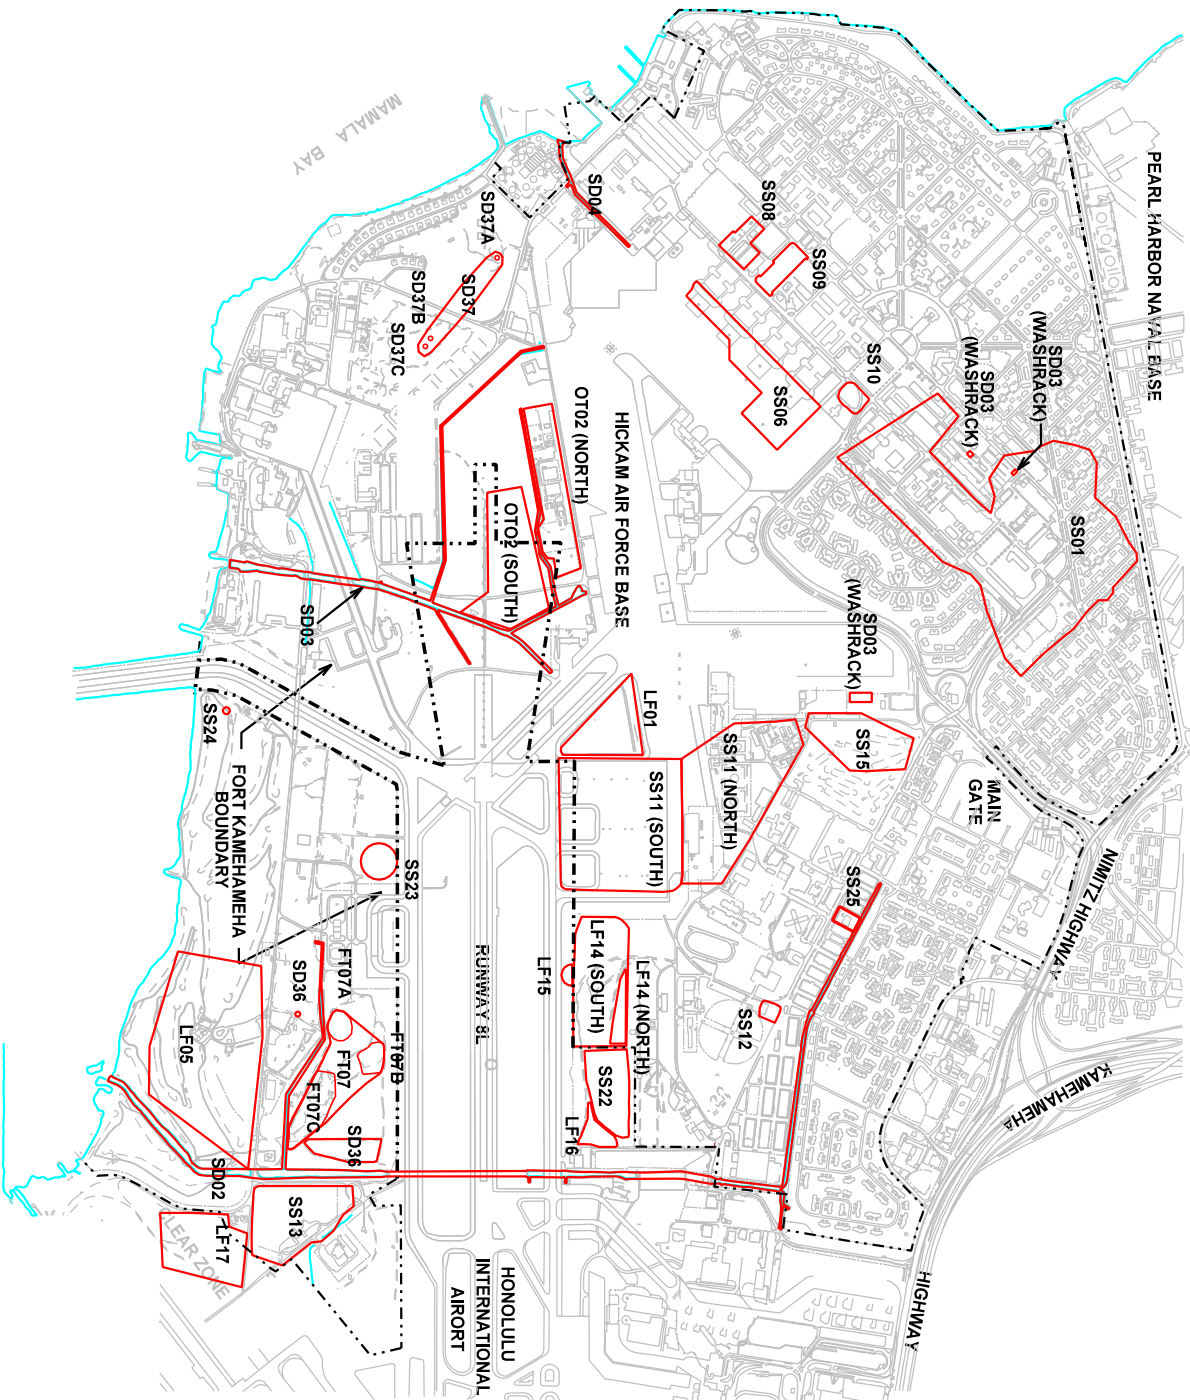 PEARL HARBOR NAVAL BASE
MAMALA
BAY
SD04
SS08
SS09
SD37A
SD37
SD37B
SD37C
SS10
SS06
SD03
(WASHRACK)
SD03
(WASHRACK)
SS01
OT02 (NORTH)
HICKAM AIR FORCE BASE
OT02 (SOUTH)
SD03
SD03
(WASHRACK)
LF01
SS15
SS11 (NORTH)
SS11 (SOUTH)
MAIN
GATE
NIMITZ HIGHWAY
SS24
FORT KAMEHAMEHA
BOUNDARY
SS23
SS25
RUNWAY 8L
LF15
LF14 (SOUTH)
LF14 (NORTH)
SS12
FT07A
SD36
LF05
FT07
FT07B
FT07C
SD36
SS22
LF16
KAMEHAMEHA
HIGHWAY
SD02
SS13
LF17
LEAR ZONE
HONOLULU
INTERNATIONAL
AIRORT